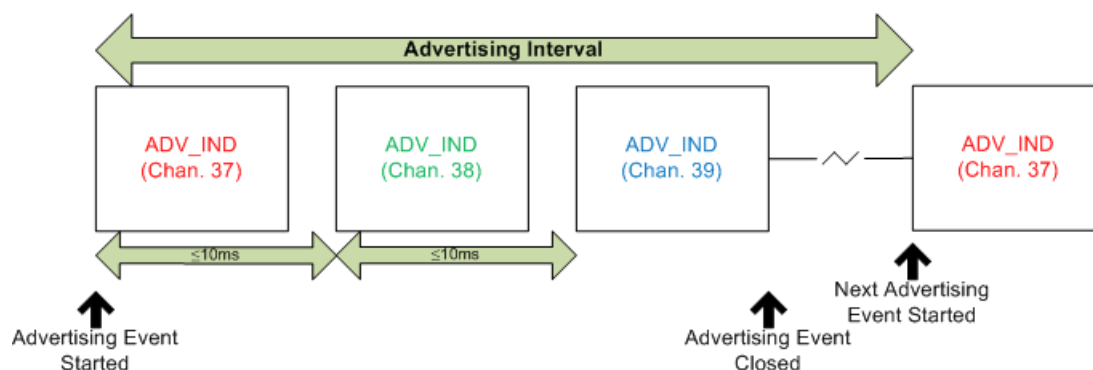 Advertising Interval
ADV_IND
(Chan. 37)
ADV_IND
(Chan. 38)
ADV_IND
(Chan. 39)
ADV_IND
(Chan. 37)
≤10ms
≤10ms
Advertising Event
Started
Advertising Event
Closed
Next Advertising
Event Started